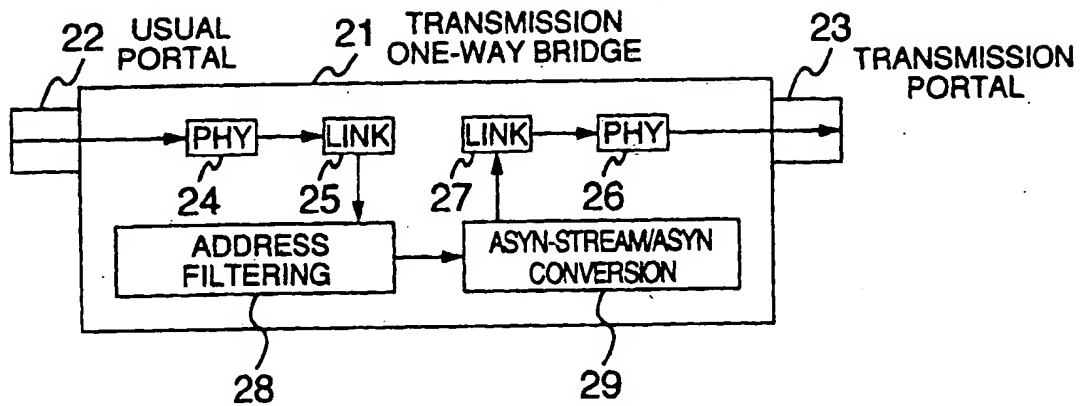 22 USUAL PORTAL
21 TRANSMISSION ONE-WAY BRIDGE
23 TRANSMISSION PORTAL
PHY LINK LINK PHY
24 25 27 26
ADDRESS FILTERING
ASYN-STREAM/ASYN CONVERSION
28 29